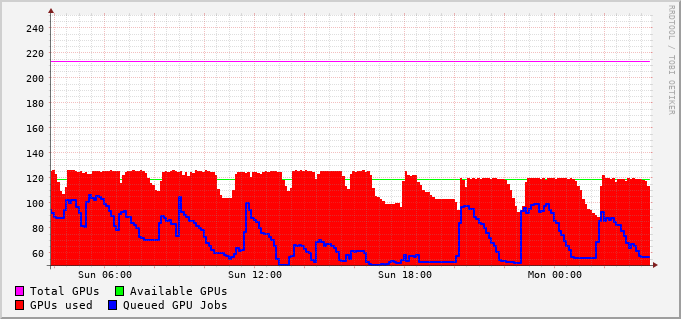 RRDTOOL / TOBI OETIKER
240
220
200
180
160
140
120
100
80
60
Sun 06:00 Sun 12:00 Sun 18:00 Mon 00:00
Total GPUs Available GPUs
GPUs used Queued GPU Jobs